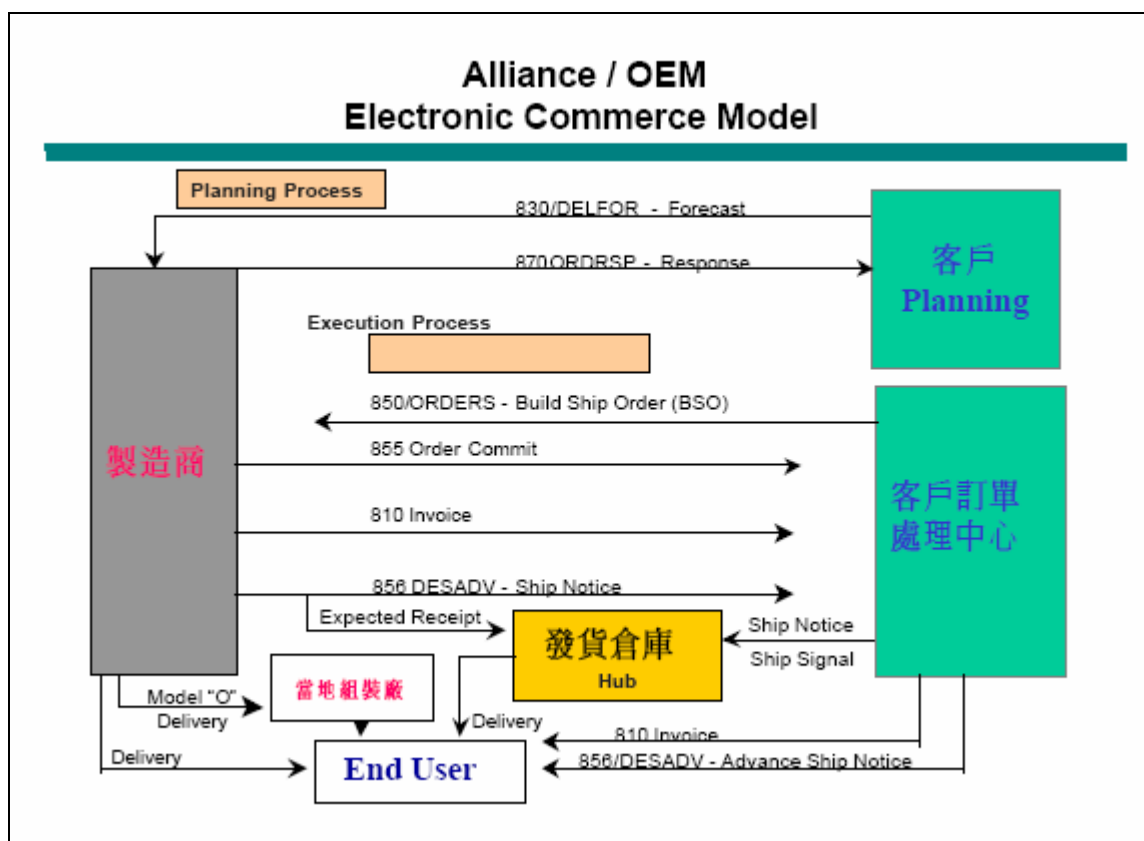 Alliance / OEM
Electronic Commerce Model
Planning Process
830/DELFOR - Forecast
客戶
Planning
870 ORDRSP - Response
Execution Process
850/ORDERS - Build Ship Order (BSO)
製造商
855 Order Commit
客戶訂單
處理中心
810 Invoice
856 DESADV - Ship Notice
Expected Receipt
發貨倉庫
Hub
Ship Notice
Ship Signal
當地組裝廠
Model "O"
Delivery
Delivery
810 Invoice
Delivery
End User
856/DESADV - Advance Ship Notice